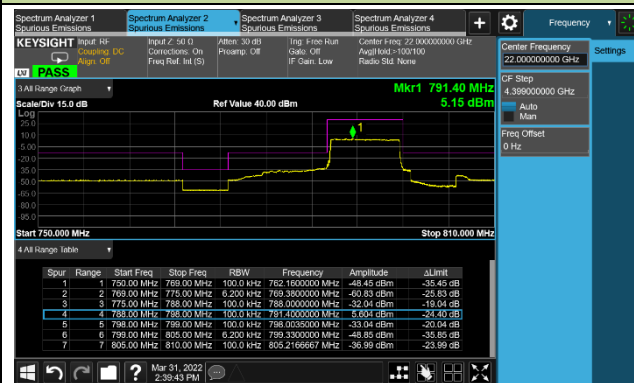 Spectrum Analyzer 1 Spectrum Analyzer 2 Spectrum Analyzer 3 Spectrum Analyzer 4 Frequency
Spurious Emissions Spurious Emissions Spurious Emissions Spurious Emissions
KEYSIGHT Input: RF Input Z: 50 Ω Atten: 30 dB Trig: Free Run Center Freq: 22.000000000 GHz
Coupling: DC Corrections: On Preamp: Off Gate: Off Avg|Hold:>100/100
Align: Off Freq Ref: Int (S) IF Gain: Low Radio Std: None
LXI PASS
Center Frequency Settings
22.000000000 GHz
CF Step
4.399000000 GHz
Auto
Man
Freq Offset
0 Hz
3 All Range Graph Mkr1 791.40 MHz
Scale/Div 15.0 dB Ref Value 40.00 dBm 5.15 dBm
Log
25.0
10.0
-5.00
-20.0
-35.0
-50.0
-65.0
-80.0
-95.0
1
Start 750.000 MHz Stop 810.000 MHz
4 All Range Table
Spur Range Start Freq Stop Freq RBW Frequency Amplitude ΔLimit
1 1 750.00 MHz 769.00 MHz 100.0 kHz 762.1600000 MHz -48.45 dBm -35.45 dB
2 2 769.00 MHz 775.00 MHz 6.200 kHz 769.3800000 MHz -60.83 dBm -25.83 dB
3 3 775.00 MHz 788.00 MHz 100.0 kHz 788.0000000 MHz -32.04 dBm -19.04 dB
4 4 788.00 MHz 798.00 MHz 100.0 kHz 791.4000000 MHz 5.604 dBm -24.40 dB
5 5 798.00 MHz 799.00 MHz 100.0 kHz 798.0035000 MHz -33.04 dBm -20.04 dB
6 6 799.00 MHz 805.00 MHz 6.200 kHz 799.3300000 MHz -48.85 dBm -35.85 dB
7 7 805.00 MHz 810.00 MHz 100.0 kHz 805.2166667 MHz -36.99 dBm -23.99 dB
Mar 31, 2022
2:39:43 PM